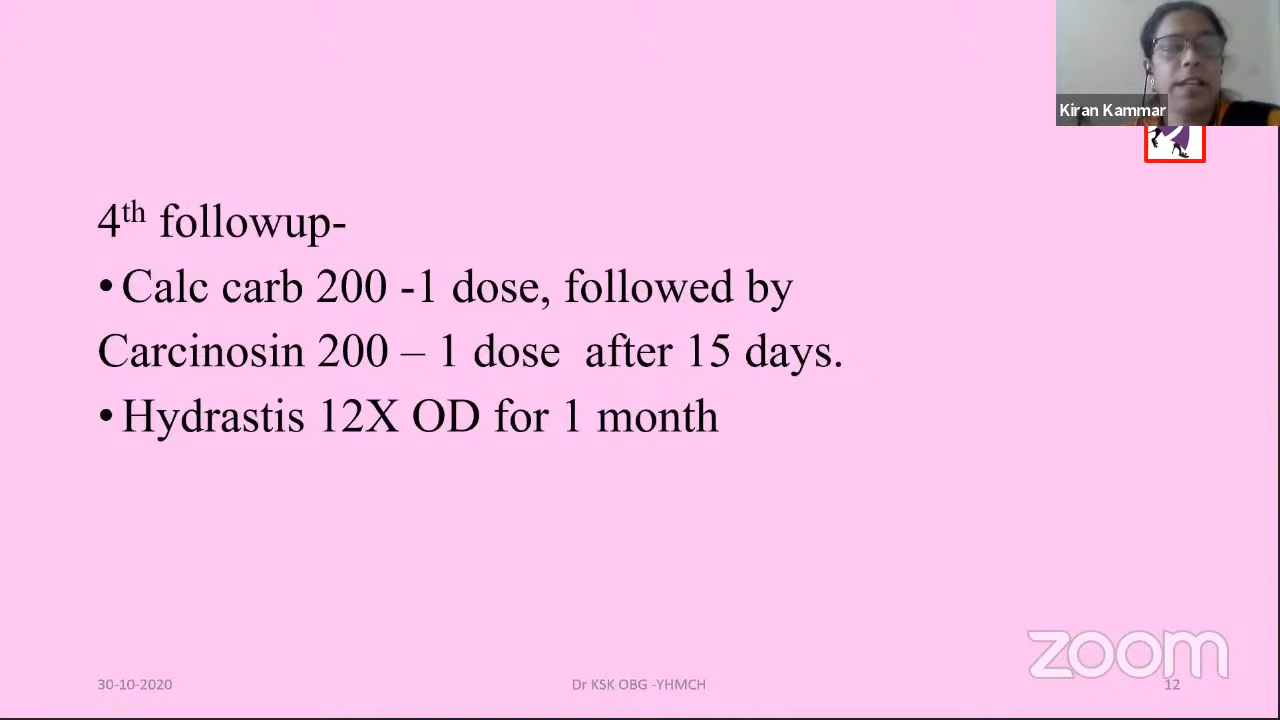 Kiran Kammar
4th followup-
• Calc carb 200 -1 dose, followed by
Carcinosin 200 – 1 dose after 15 days.
• Hydrastis 12X OD for 1 month
zoom
30-10-2020
Dr KSK OBG -YHMCH
12